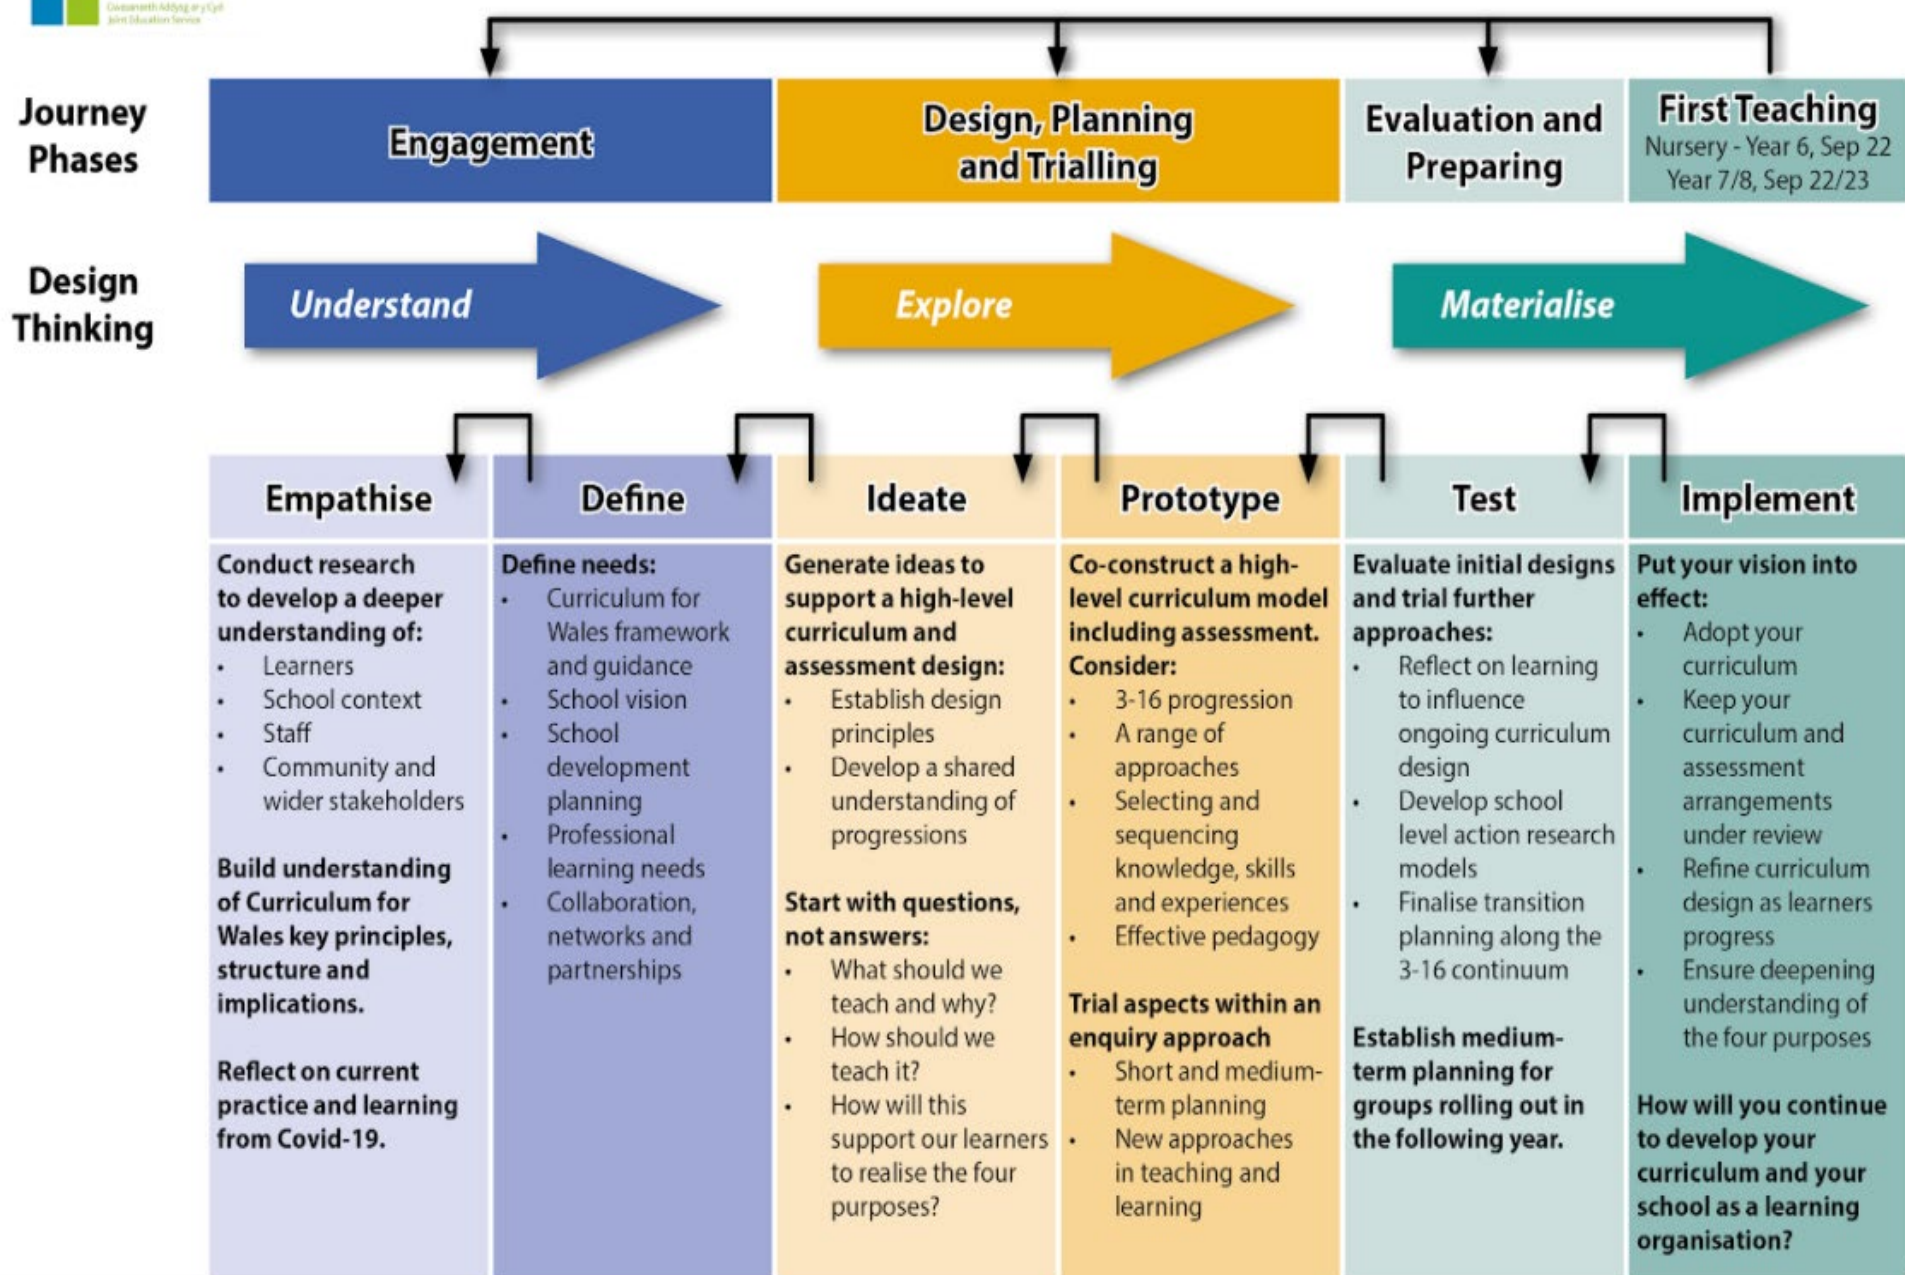 Gwasanaeth Addysg ar y Cyd
Joint Education Service
Journey
Phases
Engagement
Design, Planning
and Trialling
Evaluation and
Preparing
First Teaching
Nursery - Year 6, Sep 22
Year 7/8, Sep 22/23
Design
Thinking
Understand
Explore
Materialise
Empathise
Conduct research
to develop a deeper
understanding of:
• Learners
• School context
• Staff
• Community and
wider stakeholders
Build understanding
of Curriculum for
Wales key principles,
structure and
implications.
Reflect on current
practice and learning
from Covid-19.
Define
Define needs:
• Curriculum for
Wales framework
and guidance
• School vision
• School
development
planning
• Professional
learning needs
• Collaboration,
networks and
partnerships
Ideate
Generate ideas to
support a high-level
curriculum and
assessment design:
• Establish design
principles
• Develop a shared
understanding of
progressions
Start with questions,
not answers:
• What should we
teach and why?
• How should we
teach it?
• How will this
support our learners
to realise the four
purposes?
Prototype
Co-construct a high-
level curriculum model
including assessment.
Consider:
• 3-16 progression
• A range of
approaches
• Selecting and
sequencing
knowledge, skills
and experiences
• Effective pedagogy
Trial aspects within an
enquiry approach
• Short and medium-
term planning
• New approaches
in teaching and
learning
Test
Evaluate initial designs
and trial further
approaches:
• Reflect on learning
to influence
ongoing curriculum
design
• Develop school
level action research
models
• Finalise transition
planning along the
3-16 continuum
Establish medium-
term planning for
groups rolling out in
the following year.
Implement
Put your vision into
effect:
• Adopt your
curriculum
• Keep your
curriculum and
assessment
arrangements
under review
• Refine curriculum
design as learners
progress
• Ensure deepening
understanding of
the four purposes
How will you continue
to develop your
curriculum and your
school as a learning
organisation?